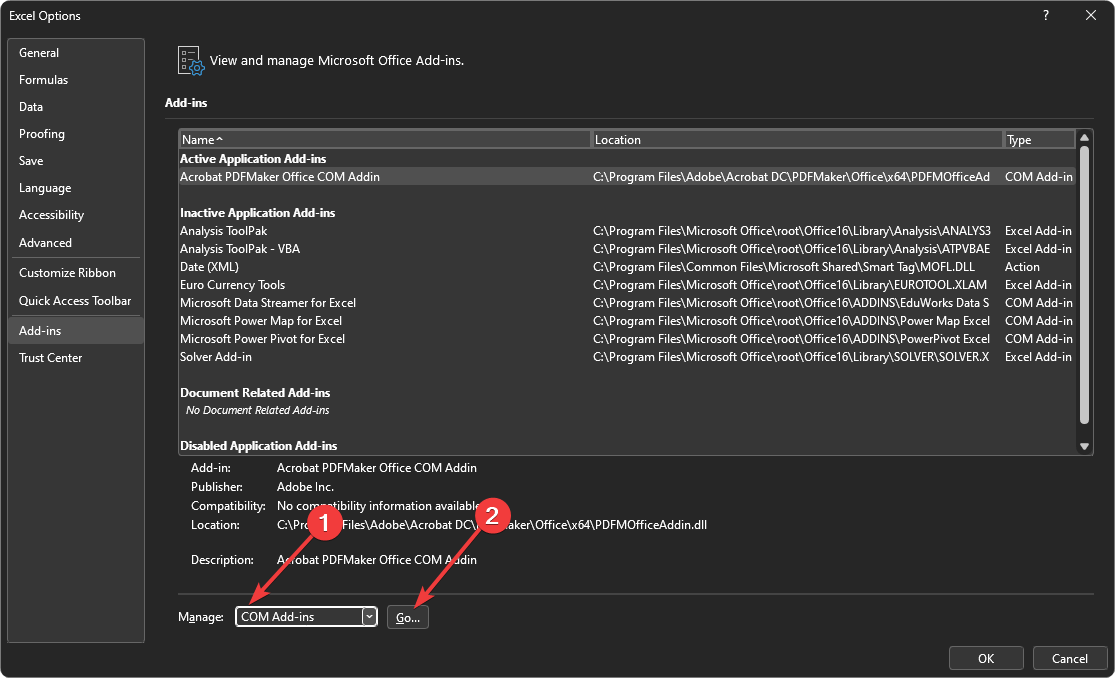 Excel Options
?
General
Formulas
Data
Proofing
Save
Language
Accessibility
Advanced
Customize Ribbon
Quick Access Toolbar
Add-ins
Trust Center
View and manage Microsoft Office Add-ins.
Add-ins
Name Location Type
Active Application Add-ins
Acrobat PDFMaker Office COM Addin C:\Program Files\Adobe\Acrobat DC\PDFMaker\Office\x64\PDFMOfficeAd COM Add-in
Inactive Application Add-ins
Analysis ToolPak C:\Program Files\Microsoft Office\root\Office16\Library\Analysis\ANALYS3 Excel Add-in
Analysis ToolPak - VBA C:\Program Files\Microsoft Office\root\Office16\Library\Analysis\ATPVBAE Excel Add-in
Date (XML) C:\Program Files\Common Files\Microsoft Shared\Smart Tag\MOFL.DLL Action
Euro Currency Tools C:\Program Files\Microsoft Office\root\Office16\Library\EUROTOOL.XLAM Excel Add-in
Microsoft Data Streamer for Excel C:\Program Files\Microsoft Office\root\Office16\ADDINS\EduWorks Data S COM Add-in
Microsoft Power Map for Excel C:\Program Files\Microsoft Office\root\Office16\ADDINS\Power Map Excel COM Add-in
Microsoft Power Pivot for Excel C:\Program Files\Microsoft Office\root\Office16\ADDINS\PowerPivot Excel COM Add-in
Solver Add-in C:\Program Files\Microsoft Office\root\Office16\Library\SOLVER\SOLVER.X Excel Add-in
Document Related Add-ins
No Document Related Add-ins
Disabled Application Add-ins
Add-in: Acrobat PDFMaker Office COM Addin
Publisher: Adobe Inc.
Compatibility: No compatibility information available
Location: Files\Adobe\Acrobat DC\ Maker\Office\x64\PDFMOfficeAddin.dll
1
2
Description: Acrobat PDFMaker Office COM Addin
Manage: COM Add-ins Go...
OK Cancel